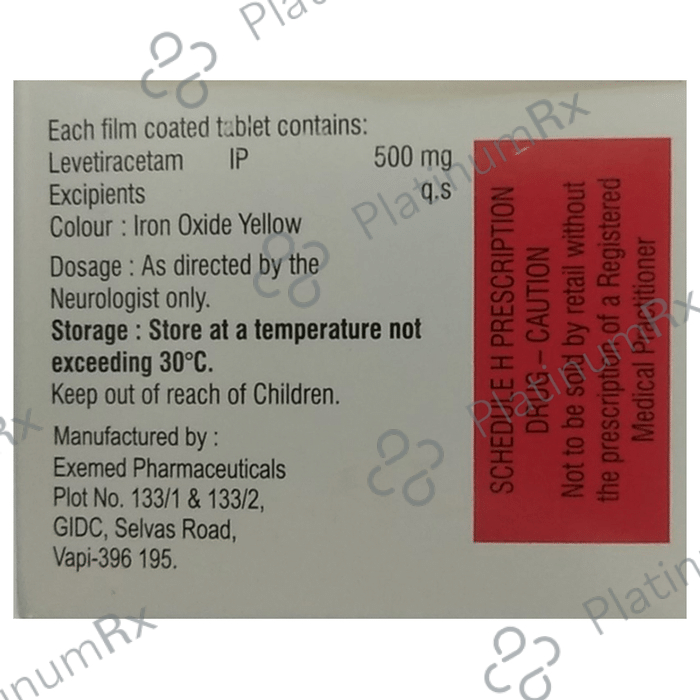 Each film coated tablet contains:
Levetiracetam IP 500 mg
Excipients q.s
Colour : Iron Oxide Yellow
Dosage : As directed by the
Neurologist only.
Storage : Store at a temperature not
exceeding 30°C.
Keep out of reach of Children.
Manufactured by :
Exemed Pharmaceuticals
Plot No. 133/1 & 133/2,
GIDC, Selvas Road,
Vapi-396 195.
SCHEDULE H PRESCRIPTION
DRUG – CAUTION
Not to be sold by retail without
the prescription of a Registered
Medical Practitioner
PlatinumRx
PlatinumRx
PlatinumRx
PlatinumRx